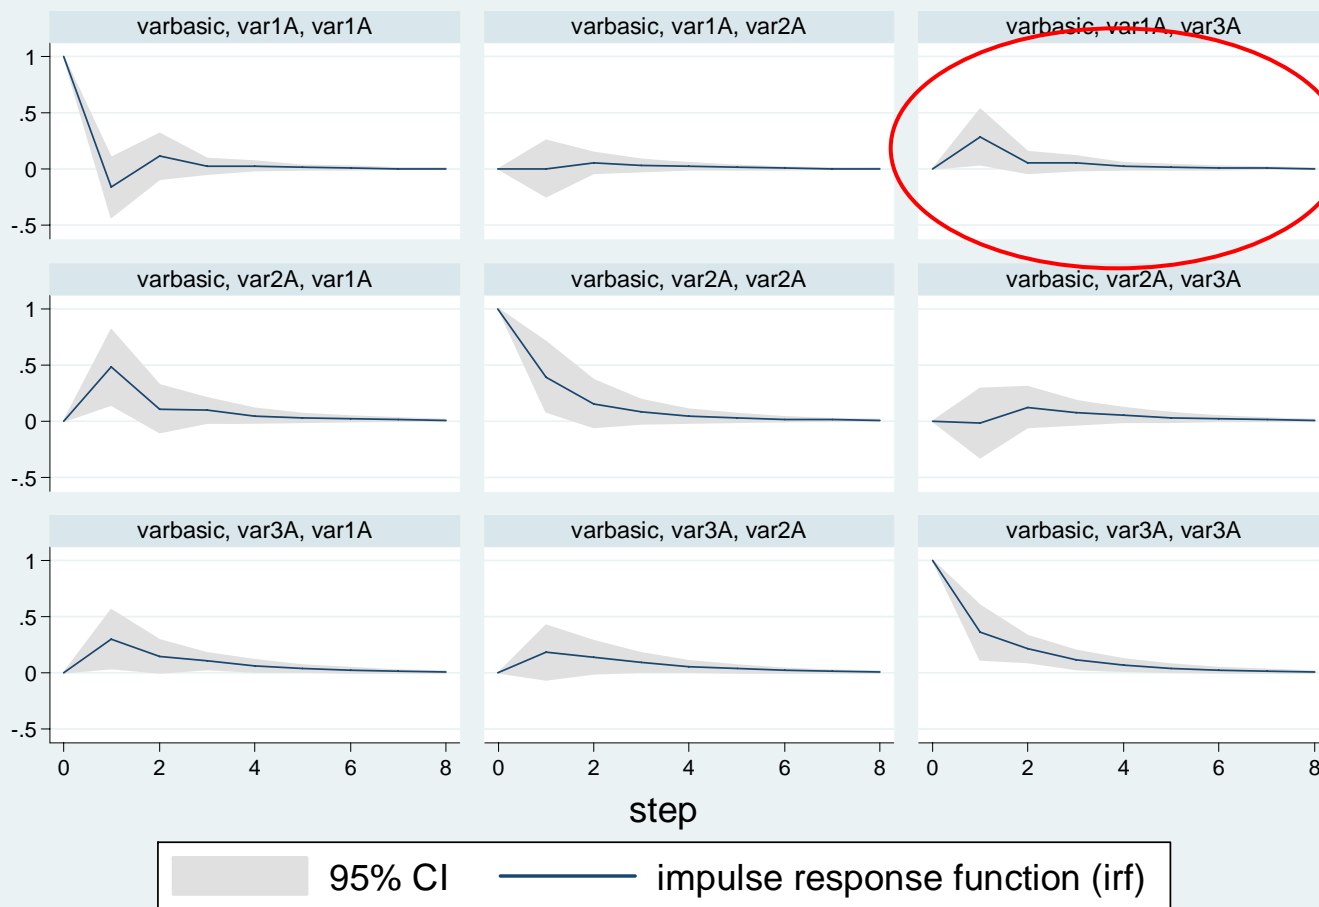 varbasic, var1A, var1A
varbasic, var1A, var2A
varbasic, var1A, var3A
1
.5
0
-.5
varbasic, var2A, var1A
varbasic, var2A, var2A
varbasic, var2A, var3A
1
.5
0
-.5
varbasic, var3A, var1A
varbasic, var3A, var2A
varbasic, var3A, var3A
1
.5
0
-.5
0 2 4 6 8
0 2 4 6 8
0 2 4 6 8
step
95% CI
impulse response function (irf)